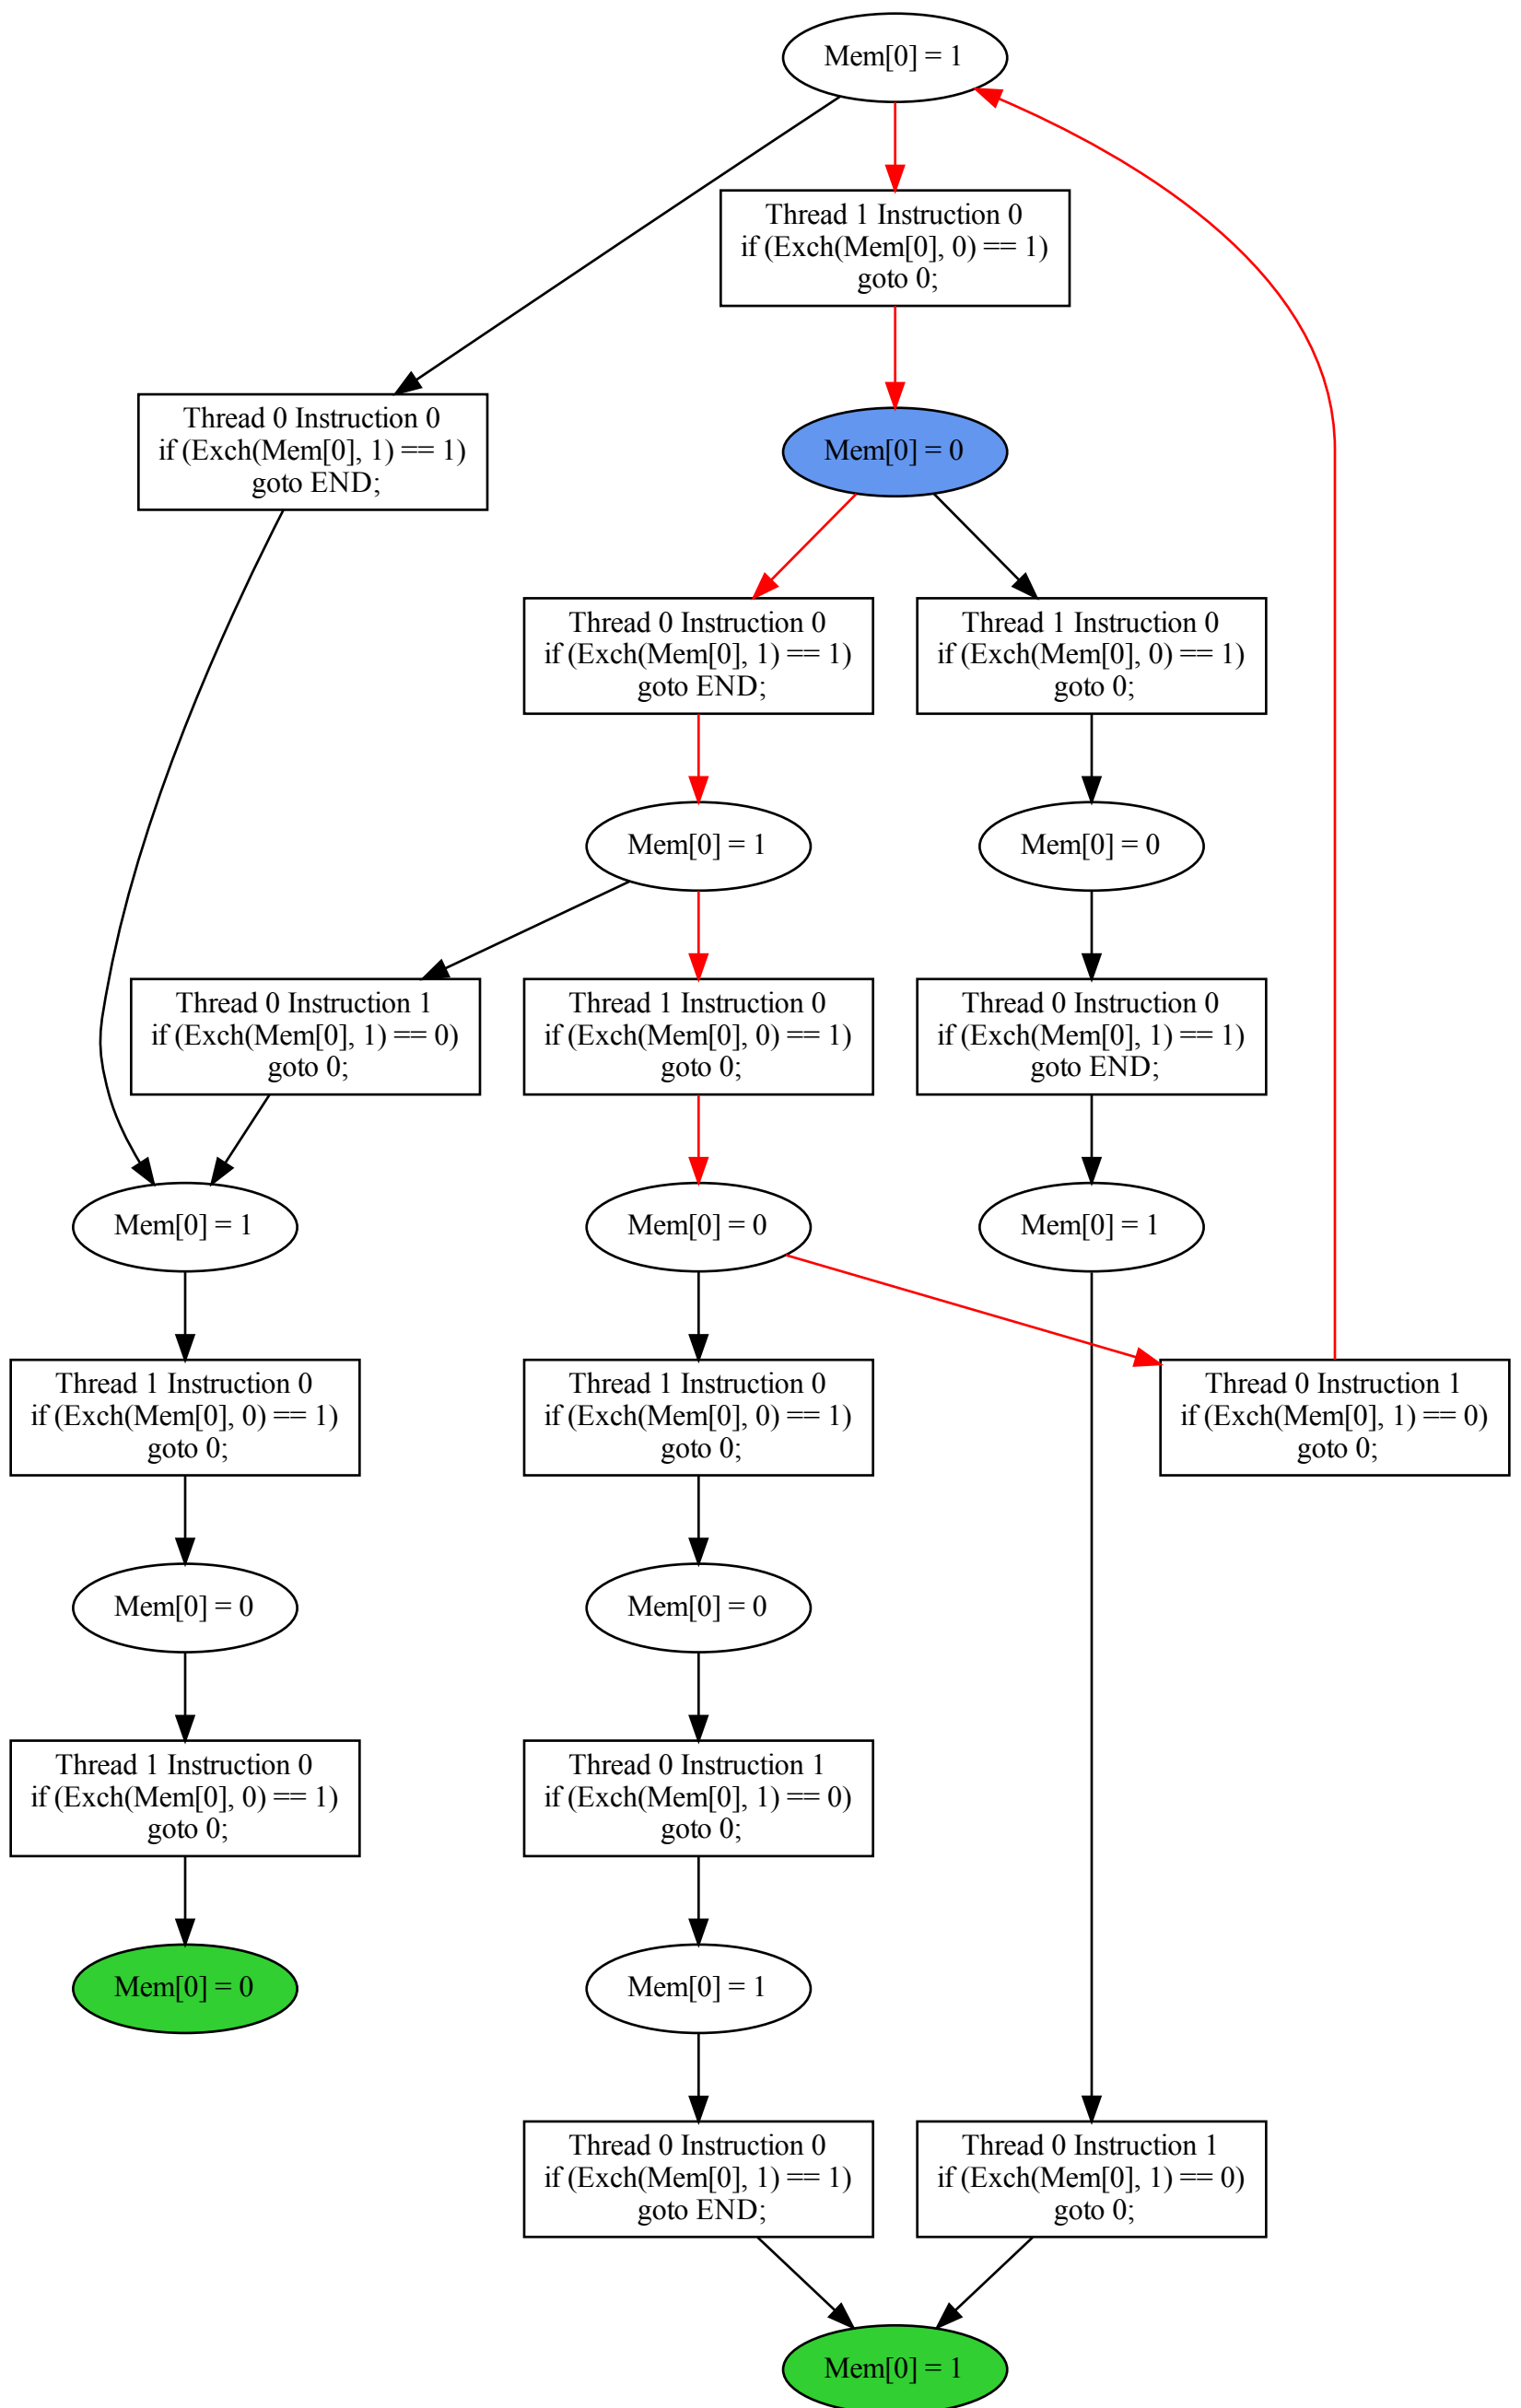 Mem[0] = 1
Thread 1 Instruction 0
if (Exch(Mem[0], 0) == 1)
goto 0;
Thread 0 Instruction 0
if (Exch(Mem[0], 1) == 1)
goto END;
Mem[0] = 0
Thread 0 Instruction 0
if (Exch(Mem[0], 1) == 1)
goto END;
Thread 1 Instruction 0
if (Exch(Mem[0], 0) == 1)
goto 0;
Mem[0] = 1
Mem[0] = 0
Thread 0 Instruction 1
if (Exch(Mem[0], 1) == 0)
goto 0;
Thread 1 Instruction 0
if (Exch(Mem[0], 0) == 1)
goto 0;
Thread 0 Instruction 0
if (Exch(Mem[0], 1) == 1)
goto END;
Mem[0] = 1
Mem[0] = 0
Mem[0] = 1
Thread 1 Instruction 0
if (Exch(Mem[0], 0) == 1)
goto 0;
Thread 1 Instruction 0
if (Exch(Mem[0], 0) == 1)
goto 0;
Thread 0 Instruction 1
if (Exch(Mem[0], 1) == 0)
goto 0;
Mem[0] = 0
Mem[0] = 0
Thread 1 Instruction 0
if (Exch(Mem[0], 0) == 1)
goto 0;
Thread 0 Instruction 1
if (Exch(Mem[0], 1) == 0)
goto 0;
Mem[0] = 0
Mem[0] = 1
Thread 0 Instruction 0
if (Exch(Mem[0], 1) == 1)
goto END;
Thread 0 Instruction 1
if (Exch(Mem[0], 1) == 0)
goto 0;
Mem[0] = 1